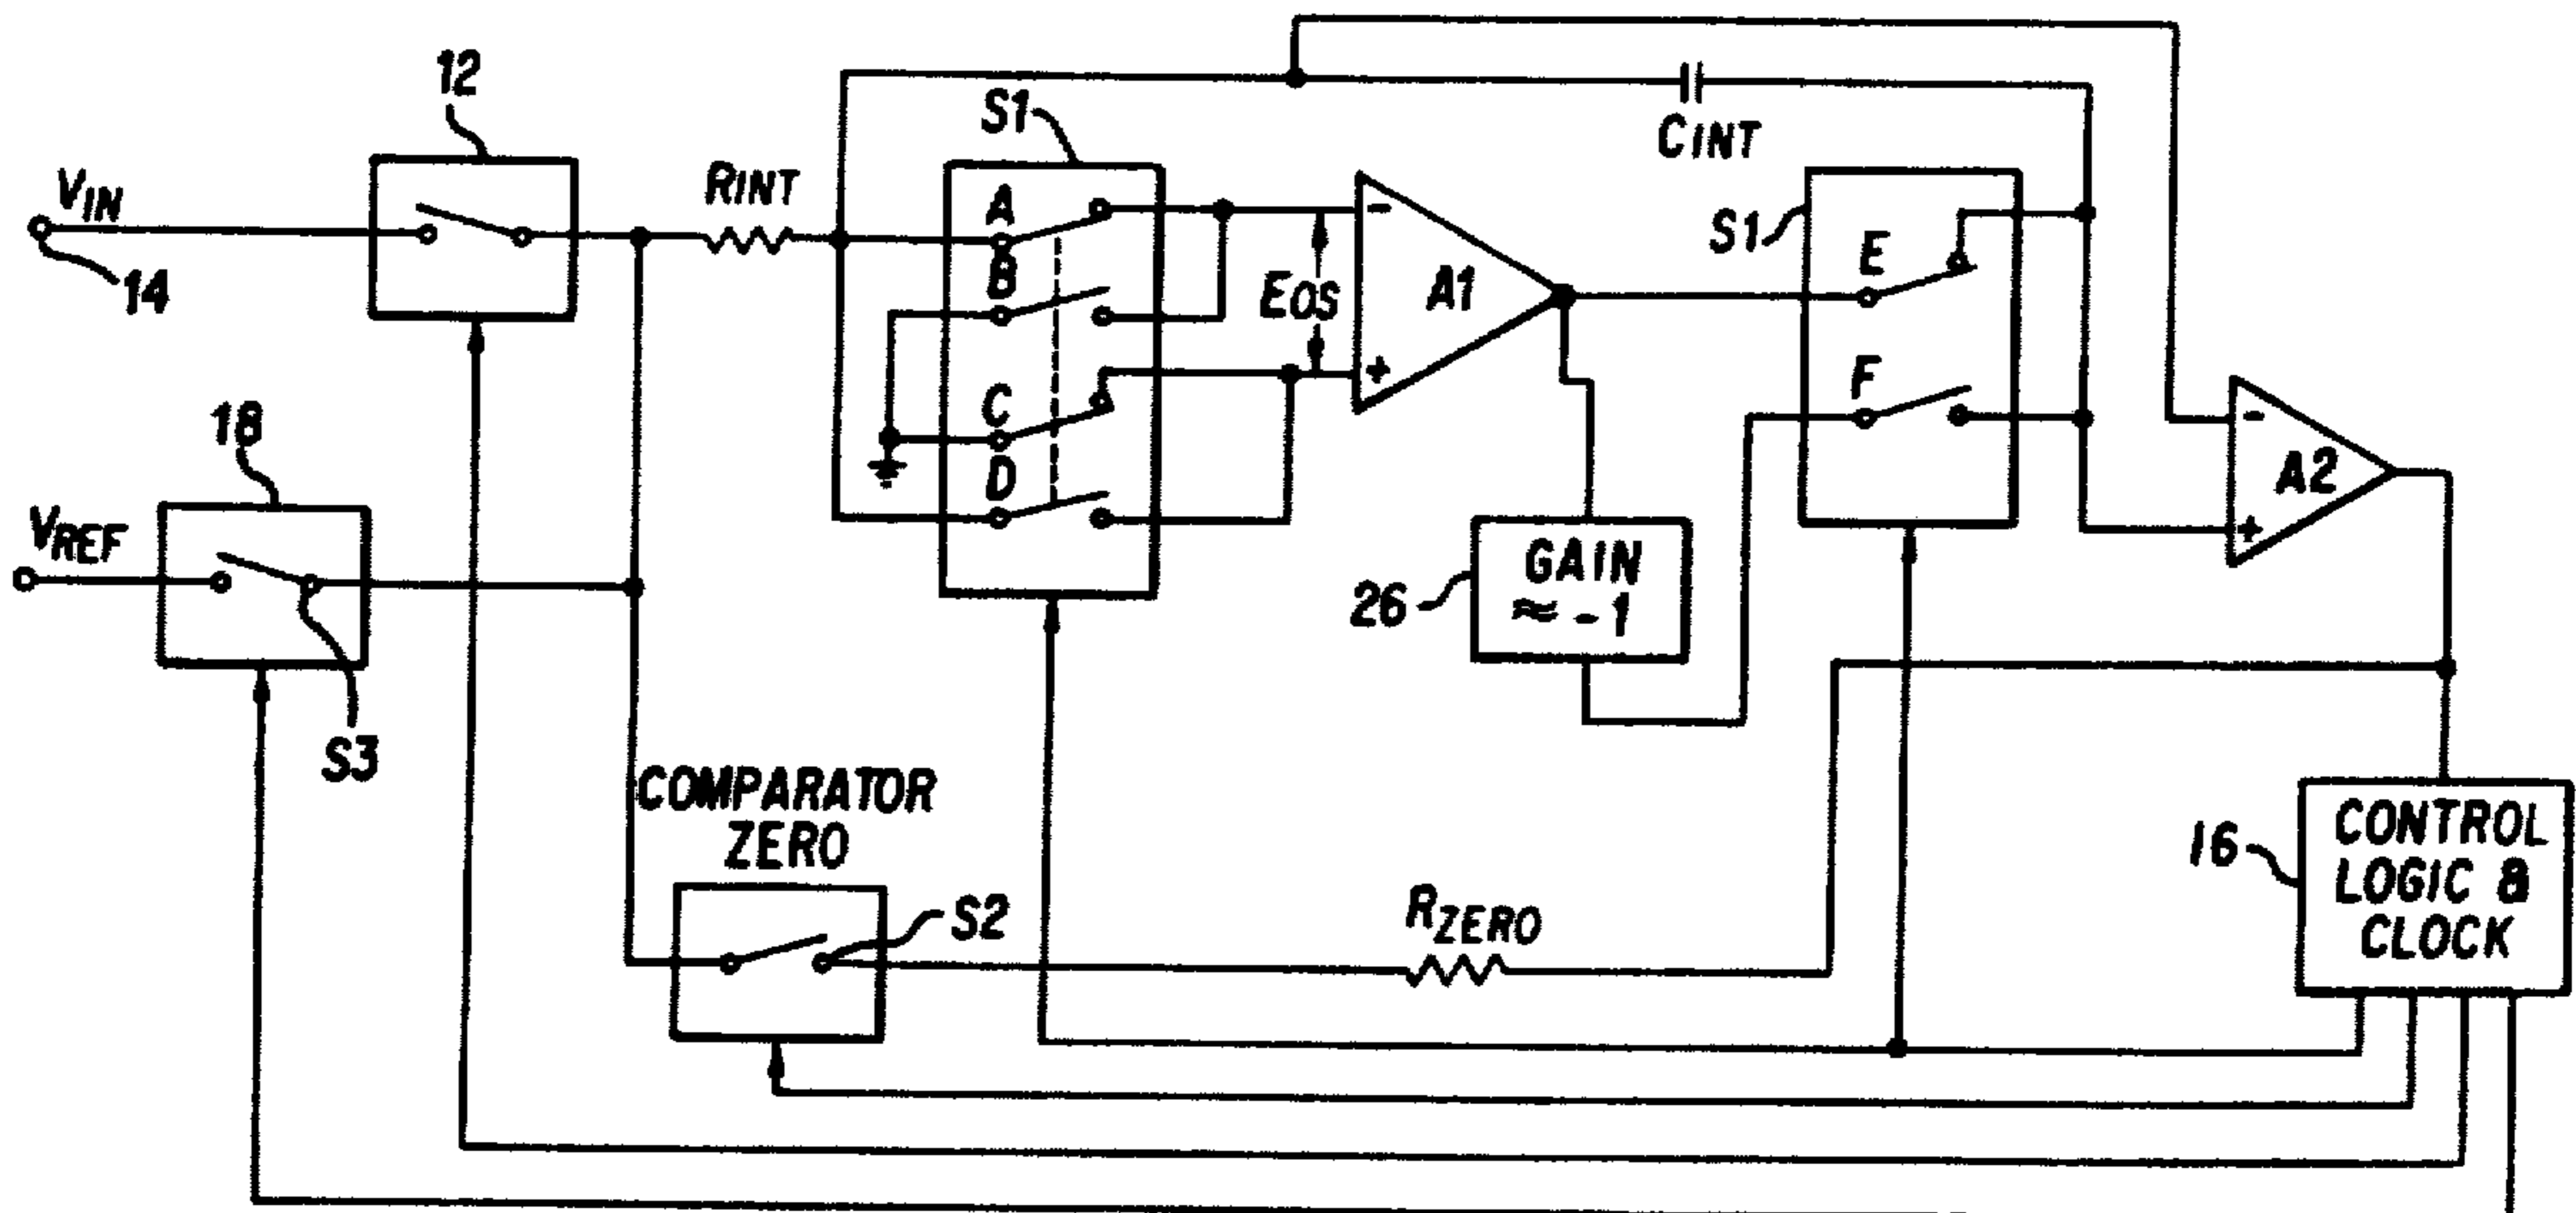 12
S1
CINT
VIN
RINT
14
A
B
C
D
EOS
-
+
A1
S1
E
F
18
VREF
S3
26
GAIN
≈ -1
-
+
A2
COMPARATOR
ZERO
S2
RZERO
16
CONTROL
LOGIC &
CLOCK